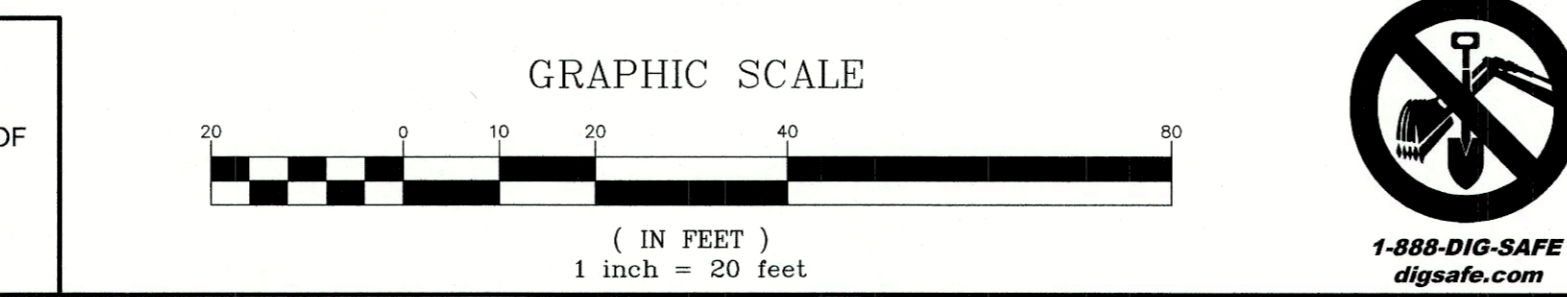 OF
GRAPHIC SCALE
20 0 10 20 40 80
( IN FEET )
1 inch = 20 feet
1-888-DIG-SAFE
digsafe.com